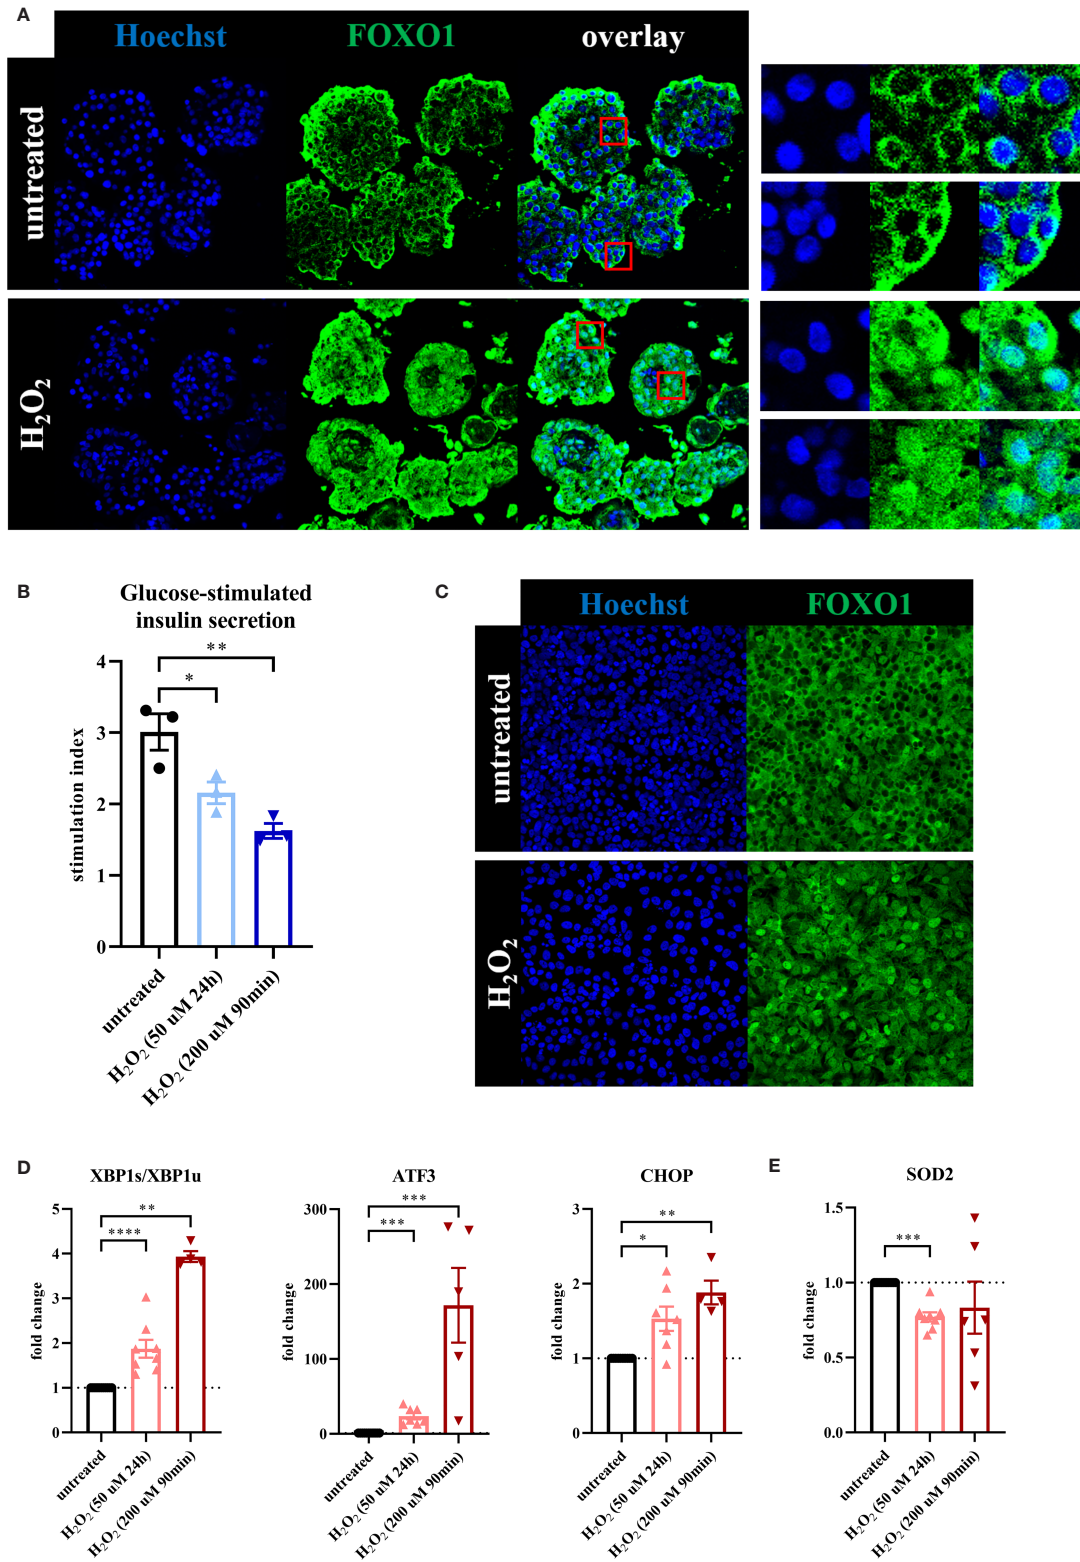 A
Hoechst FOXO1 overlay
untreated
H₂O₂
B
Glucose-stimulated
insulin secretion
**
*
4
3
2
1
0
stimulation index
untreated
H₂O₂ (50 uM 24h)
H₂O₂ (200 uM 90min)
C
Hoechst FOXO1
untreated
H₂O₂
D
XBP1s/XBP1u
**
****
5
4
3
2
1
0
fold change
untreated
H₂O₂ (50 uM 24h)
H₂O₂ (200 uM 90min)
ATF3
***
***
300
200
100
0
fold change
untreated
H₂O₂ (50 uM 24h)
H₂O₂ (200 uM 90min)
CHOP
**
*
3
2
1
0
fold change
untreated
H₂O₂ (50 uM 24h)
H₂O₂ (200 uM 90min)
E
SOD2
***
1.5
1.0
0.5
0.0
fold change
untreated
H₂O₂ (50 uM 24h)
H₂O₂ (200 uM 90min)